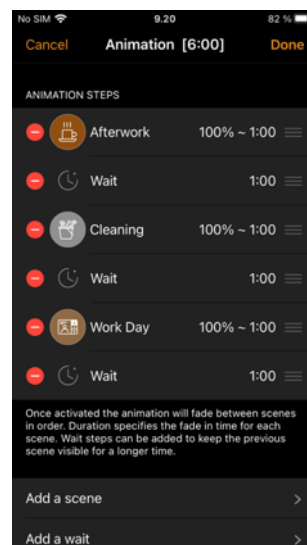 No SIM 9.20 82 %
Cancel Animation [6:00] Done
ANIMATION STEPS
Afterwork 100% ~ 1:00
Wait 1:00
Cleaning 100% ~ 1:00
Wait 1:00
Work Day 100% ~ 1:00
Wait 1:00
Once activated the animation will fade between scenes
in order. Duration specifies the fade in time for each
scene. Wait steps can be added to keep the previous
scene visible for a longer time.
Add a scene
Add a wait